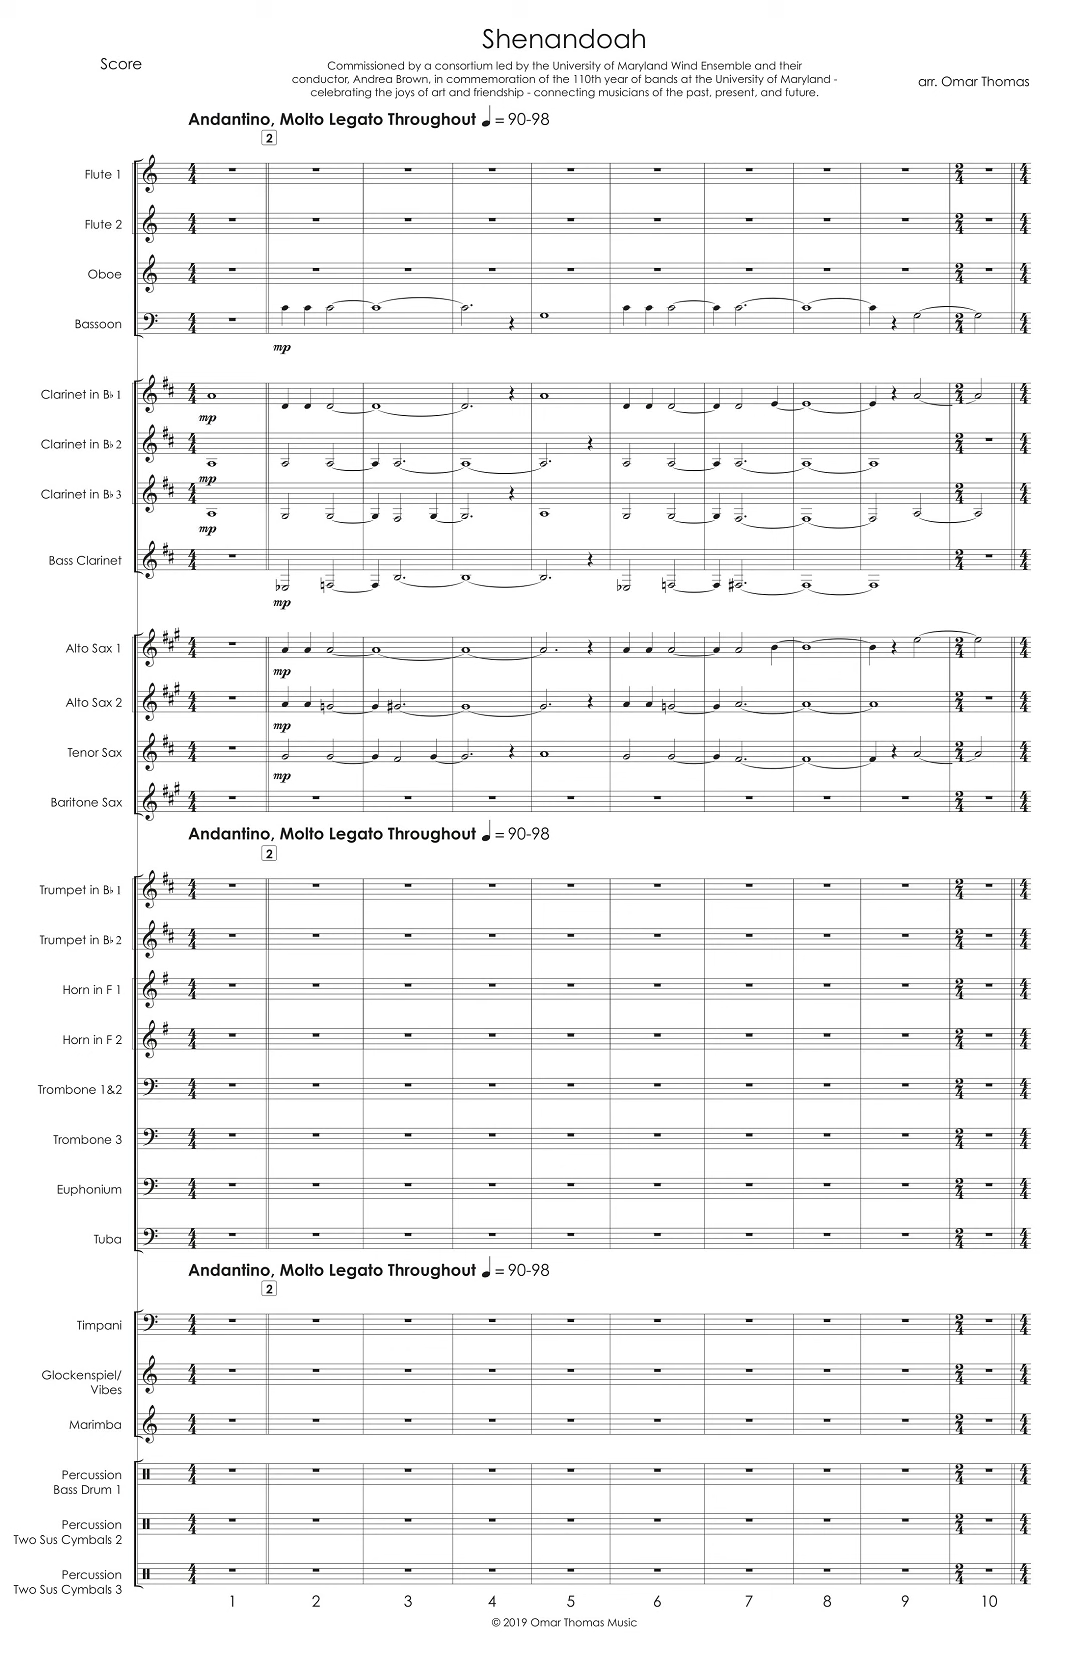 Shenandoah
Score
Commissioned by a consortium led by the University of Maryland Wind Ensemble and their
conductor, Andrea Brown, in commemoration of the 110th year of bands at the University of Maryland -
celebrating the joys of art and friendship - connecting musicians of the past, present, and future.
arr. Omar Thomas
Andantino, Molto Legato Throughout ♩ = 90-98
2
Flute 1
Flute 2
Oboe
Bassoon
mp
Clarinet in B♭ 1
mp
Clarinet in B♭ 2
mp
Clarinet in B♭ 3
mp
Bass Clarinet
mp
Alto Sax 1
mp
Alto Sax 2
mp
Tenor Sax
mp
Baritone Sax
Andantino, Molto Legato Throughout ♩ = 90-98
2
Trumpet in B♭ 1
Trumpet in B♭ 2
Horn in F 1
Horn in F 2
Trombone 1&2
Trombone 3
Euphonium
Tuba
Andantino, Molto Legato Throughout ♩ = 90-98
2
Timpani
Glockenspiel/
Vibes
Marimba
Percussion
Bass Drum 1
Percussion
Two Sus Cymbals 2
Percussion
Two Sus Cymbals 3
1 2 3 4 5 6 7 8 9 10
© 2019 Omar Thomas Music